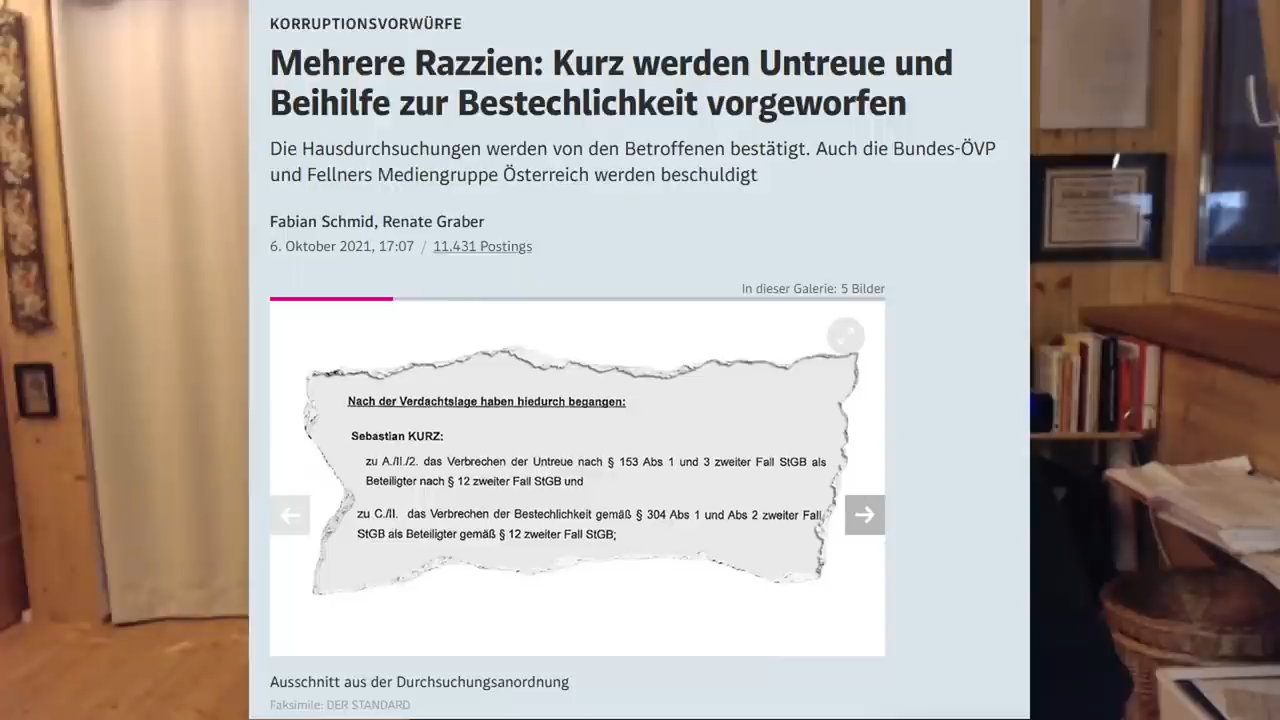 KORRUPTIONSVORWÜRFE
Mehrere Razzien: Kurz werden Untreue und
Beihilfe zur Bestechlichkeit vorgeworfen
Die Hausdurchsuchungen werden von den Betroffenen bestätigt. Auch die Bundes-ÖVP
und Fellners Mediengruppe Österreich werden beschuldigt
Fabian Schmid, Renate Graber
6. Oktober 2021, 17:07 / 11.431 Postings
In dieser Galerie: 5 Bilder
Nach der Verdachtslage haben hiedurch begangen:
Sebastian KURZ:
zu A./II./2. das Verbrechen der Untreue nach § 153 Abs 1 und 3 zweiter Fall StGB als
Beteiligter nach § 12 zweiter Fall StGB und
zu C./II. das Verbrechen der Bestechlichkeit gemäß § 304 Abs 1 und Abs 2 zweiter Fall
StGB als Beteiligter gemäß § 12 zweiter Fall StGB;
Ausschnitt aus der Durchsuchungsanordnung
Faksimile: DER STANDARD